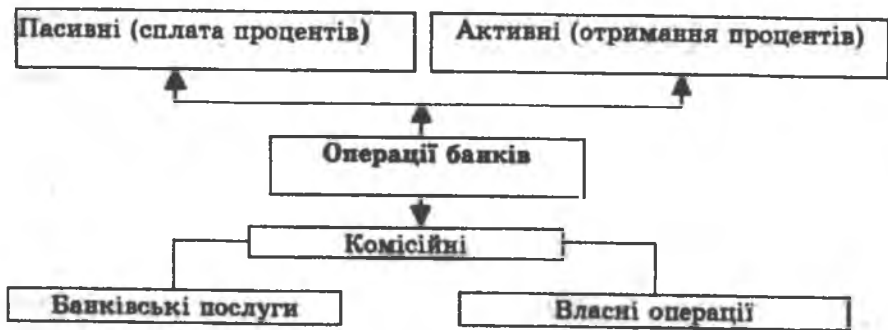 Пасивні (сплата процентів)
Активні (отримання процентів)
Операції банків
Комісійні
Банківські послуги
Власні операції